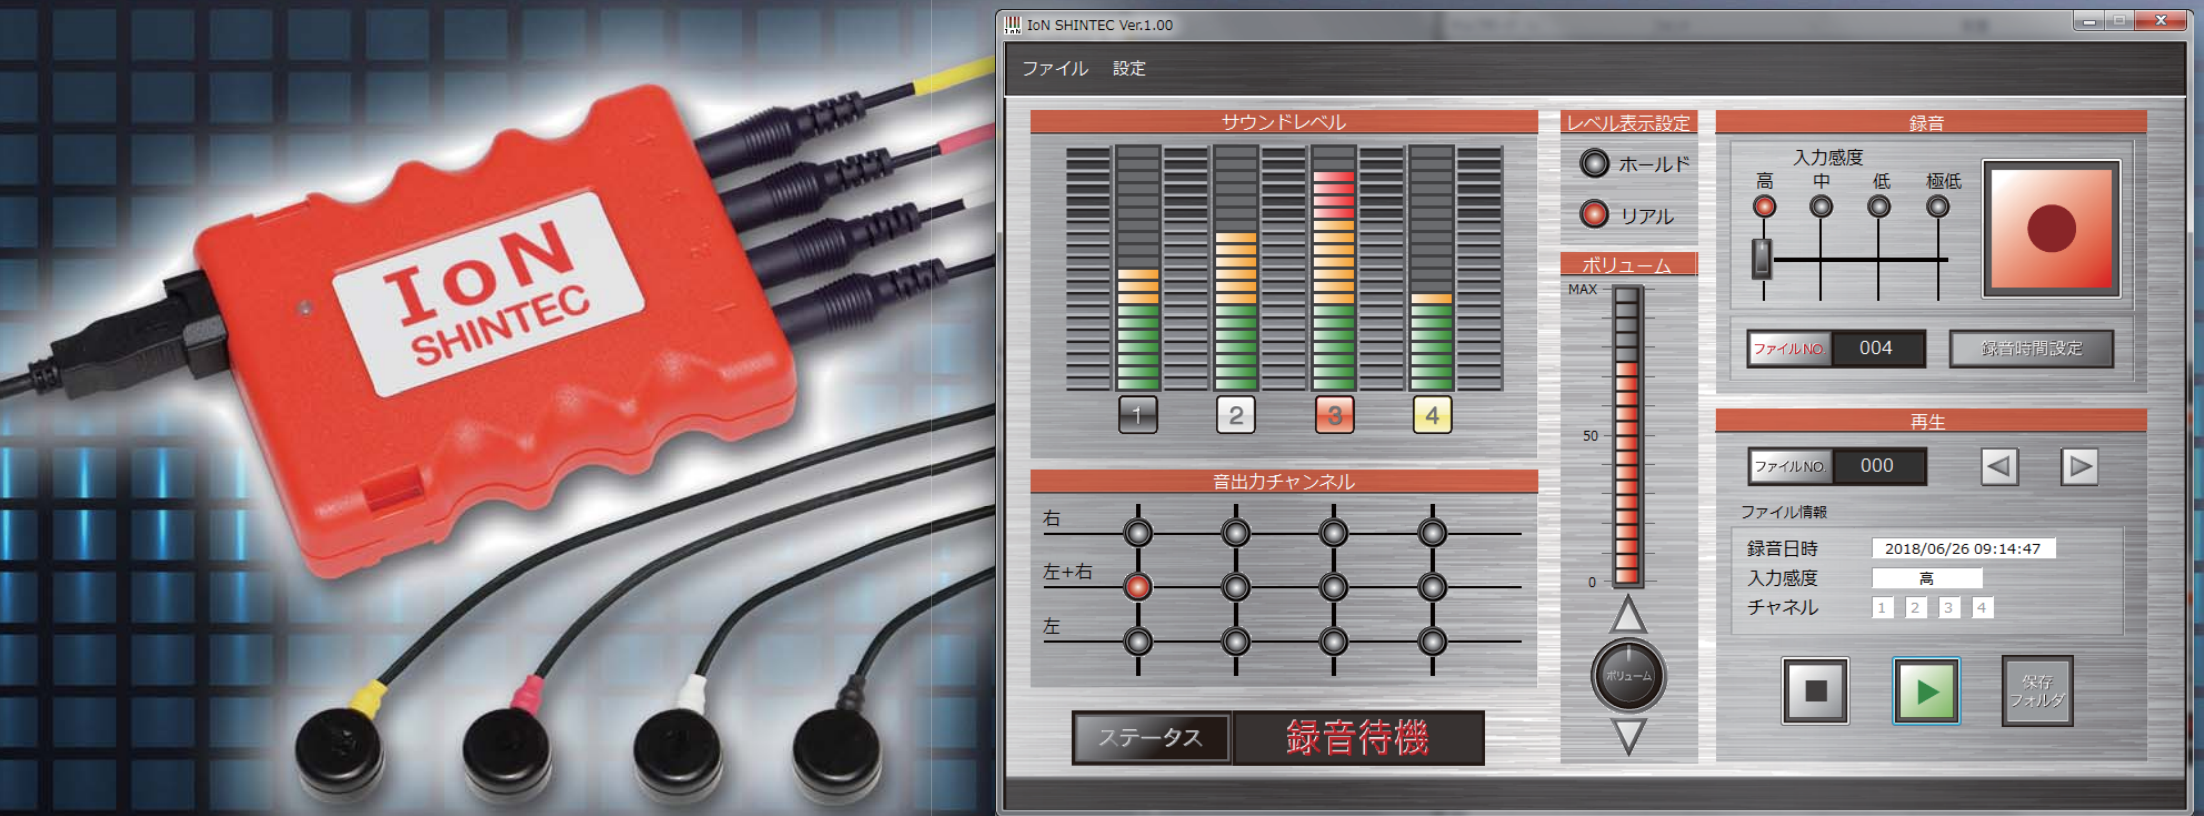 IoN
SHINTEC
IoN SHINTEC Ver.1.00
ファイル 設定
サウンドレベル
1 2 3 4
音出力チャンネル
右
左+右
左
ステータス 録音待機
レベル表示設定
ホールド
リアル
ボリューム
MAX
50
0
ボリューム
録音
入力感度
高 中 低 極低
ファイルNO. 004 録音時間設定
再生
ファイルNO. 000
ファイル情報
録音日時 2018/06/26 09:14:47
入力感度 高
チャネル 1 2 3 4
保存
フォルダ